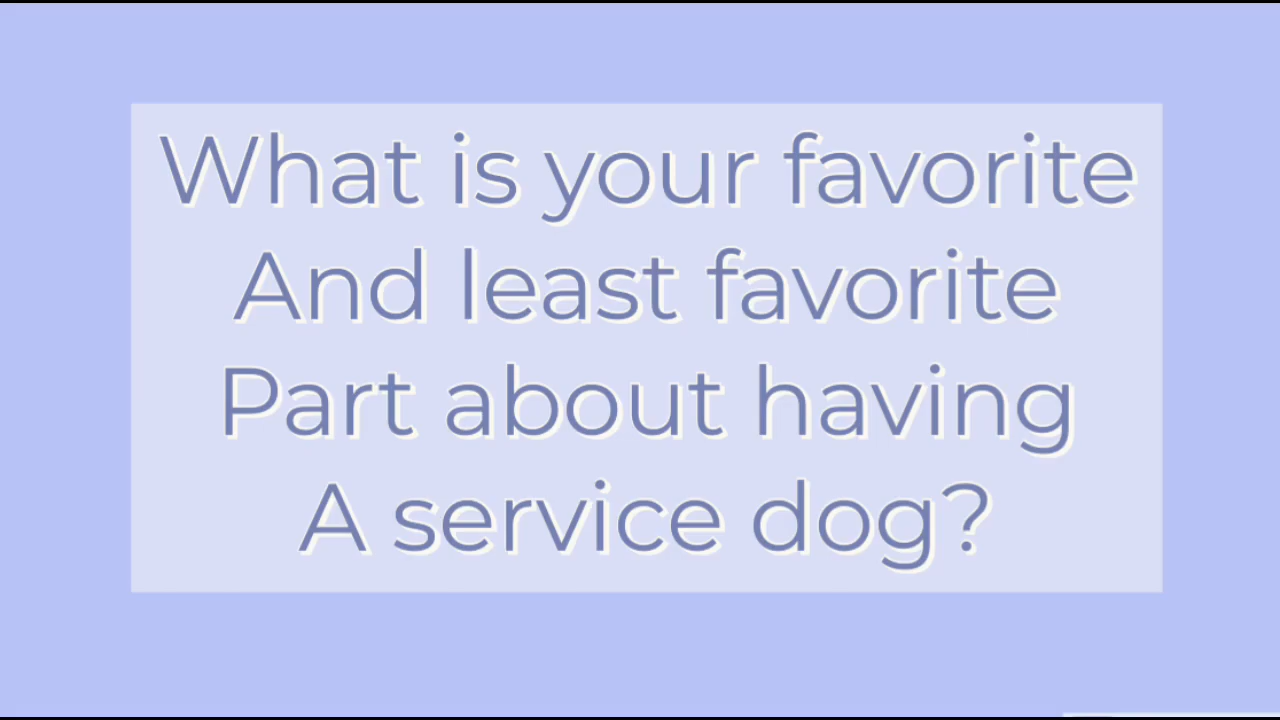 What is your favorite
And least favorite
Part about having
A service dog?